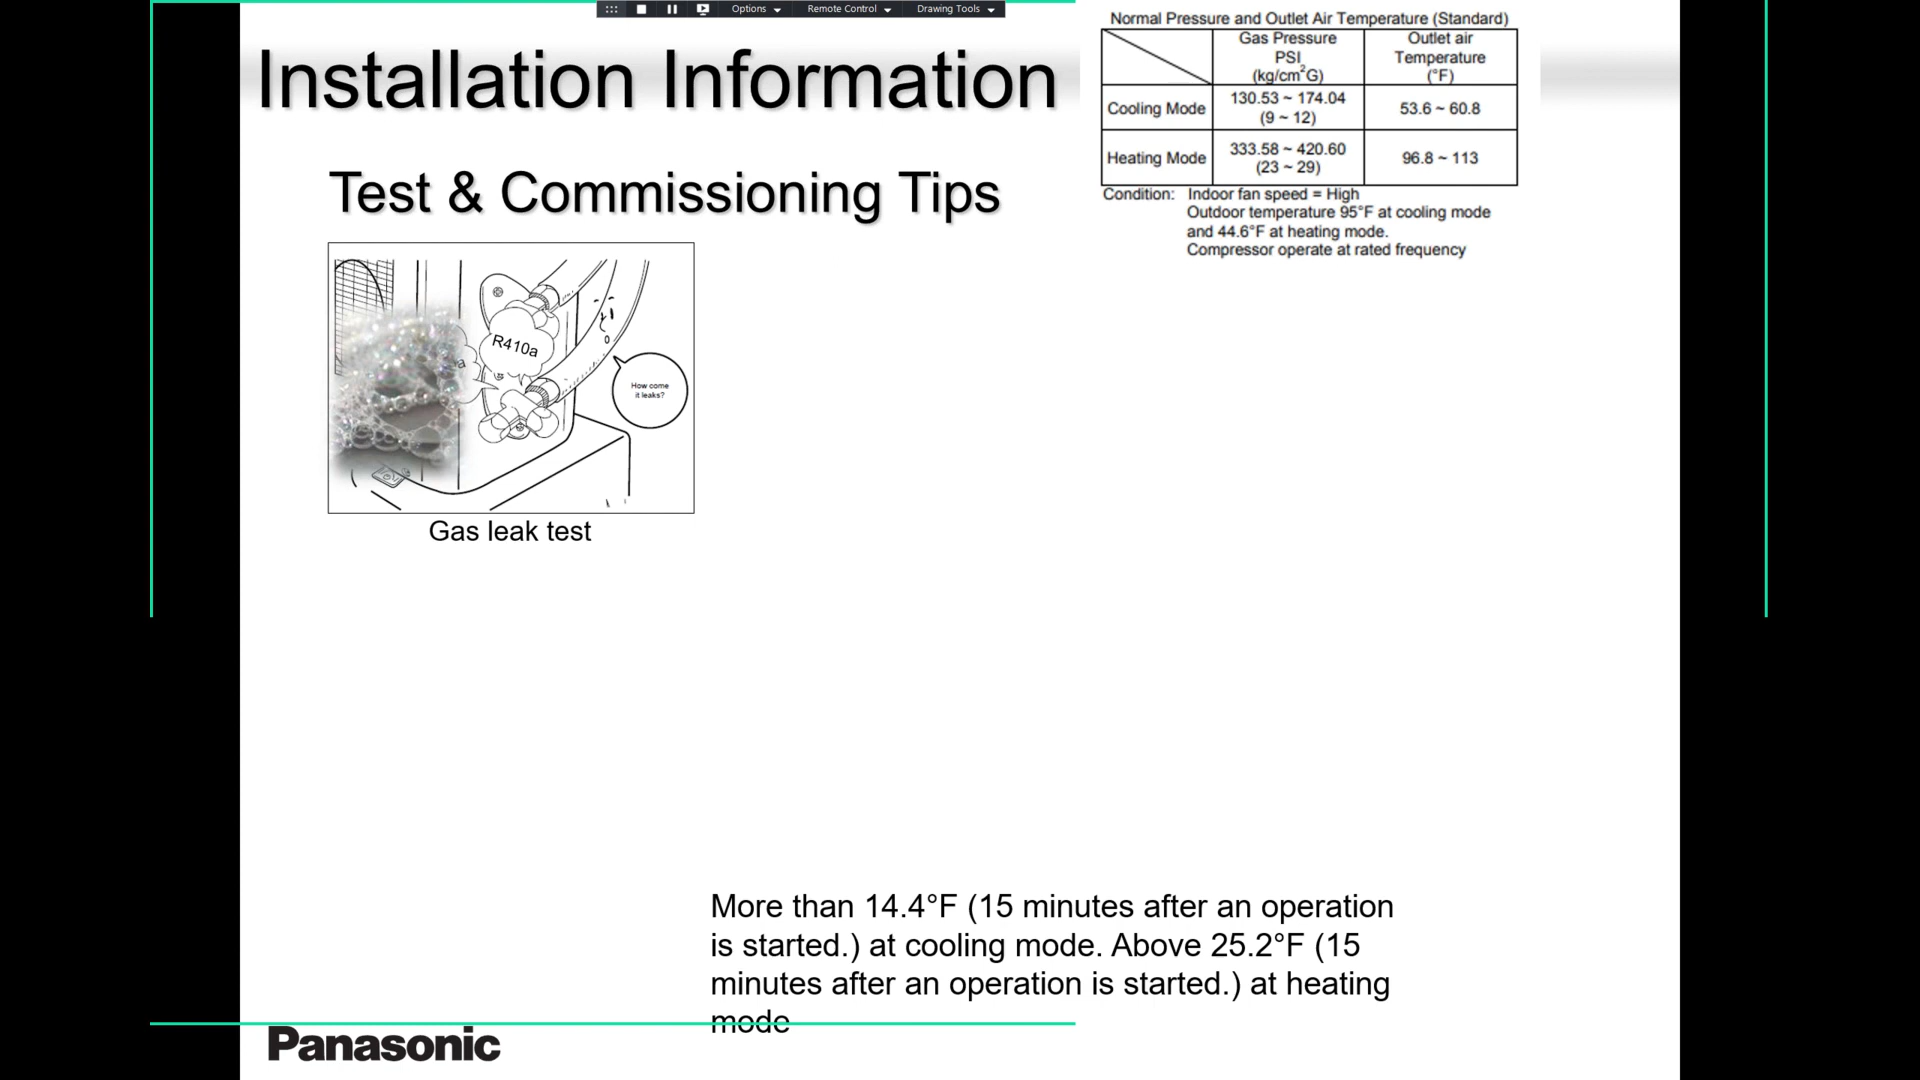 Options
Remote Control
Drawing Tools
Installation Information
Test & Commissioning Tips
Normal Pressure and Outlet Air Temperature (Standard)
Gas Pressure
PSI
(kg/cm²G)
Outlet air
Temperature
(°F)
Cooling Mode
130.53 ~ 174.04
(9 ~ 12)
53.6 ~ 60.8
Heating Mode
333.58 ~ 420.60
(23 ~ 29)
96.8 ~ 113
Condition: Indoor fan speed = High
Outdoor temperature 95°F at cooling mode
and 44.6°F at heating mode.
Compressor operate at rated frequency
R410a
a
How come
it leaks?
Gas leak test
More than 14.4°F (15 minutes after an operation
is started.) at cooling mode. Above 25.2°F (15
minutes after an operation is started.) at heating
mode
Panasonic